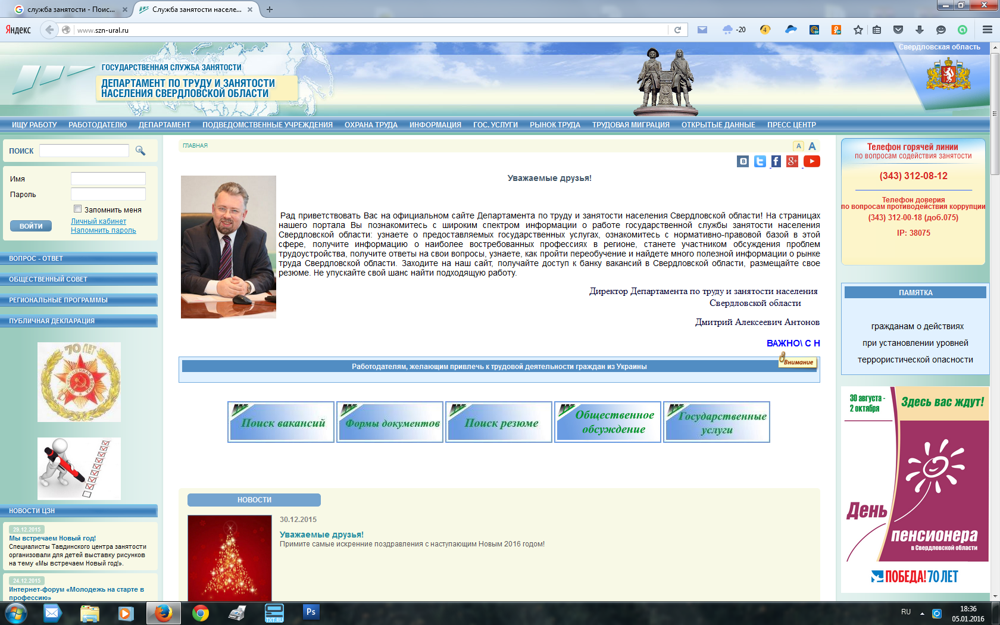 служба занятости - Поис...
Служба занятости населе...
Яндекс
www.szn-ural.ru
-20
4
ГОСУДАРСТВЕННАЯ СЛУЖБА ЗАНЯТОСТИ
ДЕПАРТАМЕНТ ПО ТРУДУ И ЗАНЯТОСТИ
НАСЕЛЕНИЯ СВЕРДЛОВСКОЙ ОБЛАСТИ
Свердловская область
ИЩУ РАБОТУ РАБОТОДАТЕЛЮ ДЕПАРТАМЕНТ ПОДВЕДОМСТВЕННЫЕ УЧРЕЖДЕНИЯ ОХРАНА ТРУДА ИНФОРМАЦИЯ ГОС. УСЛУГИ РЫНОК ТРУДА ТРУДОВАЯ МИГРАЦИЯ ОТКРЫТЫЕ ДАННЫЕ ПРЕСС ЦЕНТР
ПОИСК
Имя
Пароль
Запомнить меня
ВОЙТИ
Личный кабинет
Напомнить пароль
ВОПРОС - ОТВЕТ
ОБЩЕСТВЕННЫЙ СОВЕТ
РЕГИОНАЛЬНЫЕ ПРОГРАММЫ
ПУБЛИЧНАЯ ДЕКЛАРАЦИЯ
70 ЛЕТ
НОВОСТИ ЦЗН
29.12.2015
Мы встречаем Новый год!
Специалисты Тавдинского центра занятости
организовали для детей выставку рисунков
на тему «Мы встречаем Новый год!».
24.12.2015
Интернет-форум «Молодежь на старте в
профессию»
ГЛАВНАЯ
A A
Уважаемые друзья!
Рад приветствовать Вас на официальном сайте Департамента по труду и занятости населения Свердловской области! На страницах
нашего портала Вы познакомитесь с широким спектром информации о работе государственной службы занятости населения
Свердловской области: узнаете о предоставляемых государственных услугах, ознакомитесь с нормативно-правовой базой в этой
сфере, получите информацию о наиболее востребованных профессиях в регионе, станете участником обсуждения проблем
трудоустройства, получите ответы на свои вопросы, узнаете, как пройти переобучение и найдете много полезной информации о рынке
труда Свердловской области. Заходите на наш сайт, получайте доступ к банку вакансий в Свердловской области, размещайте свое
резюме. Не упускайте свой шанс найти подходящую работу.
Директор Департамента по труду и занятости населения
Свердловской области
Дмитрий Алексеевич Антонов
ВАЖНО\ С Н
Работодателям, желающим привлечь к трудовой деятельности граждан из Украины
Внимание
Поиск вакансий
Формы документов
Поиск резюме
Общественное
обсуждение
Государственные
услуги
НОВОСТИ
30.12.2015
Уважаемые друзья!
Примите самые искренние поздравления с наступающим Новым 2016 годом!
Телефон горячей линии
по вопросам содействия занятости
(343) 312-08-12
Телефон доверия
по вопросам противодействия коррупции
(343) 312-00-18 (доб.075)
IP: 38075
ПАМЯТКА
гражданам о действиях
при установлении уровней
террористической опасности
30 августа -
2 октября
Здесь вас ждут!
День
пенсионера
в Свердловской области
ПОБЕДА! 70 ЛЕТ
TXT.RU
Ps
RU
18:36
05.01.2016